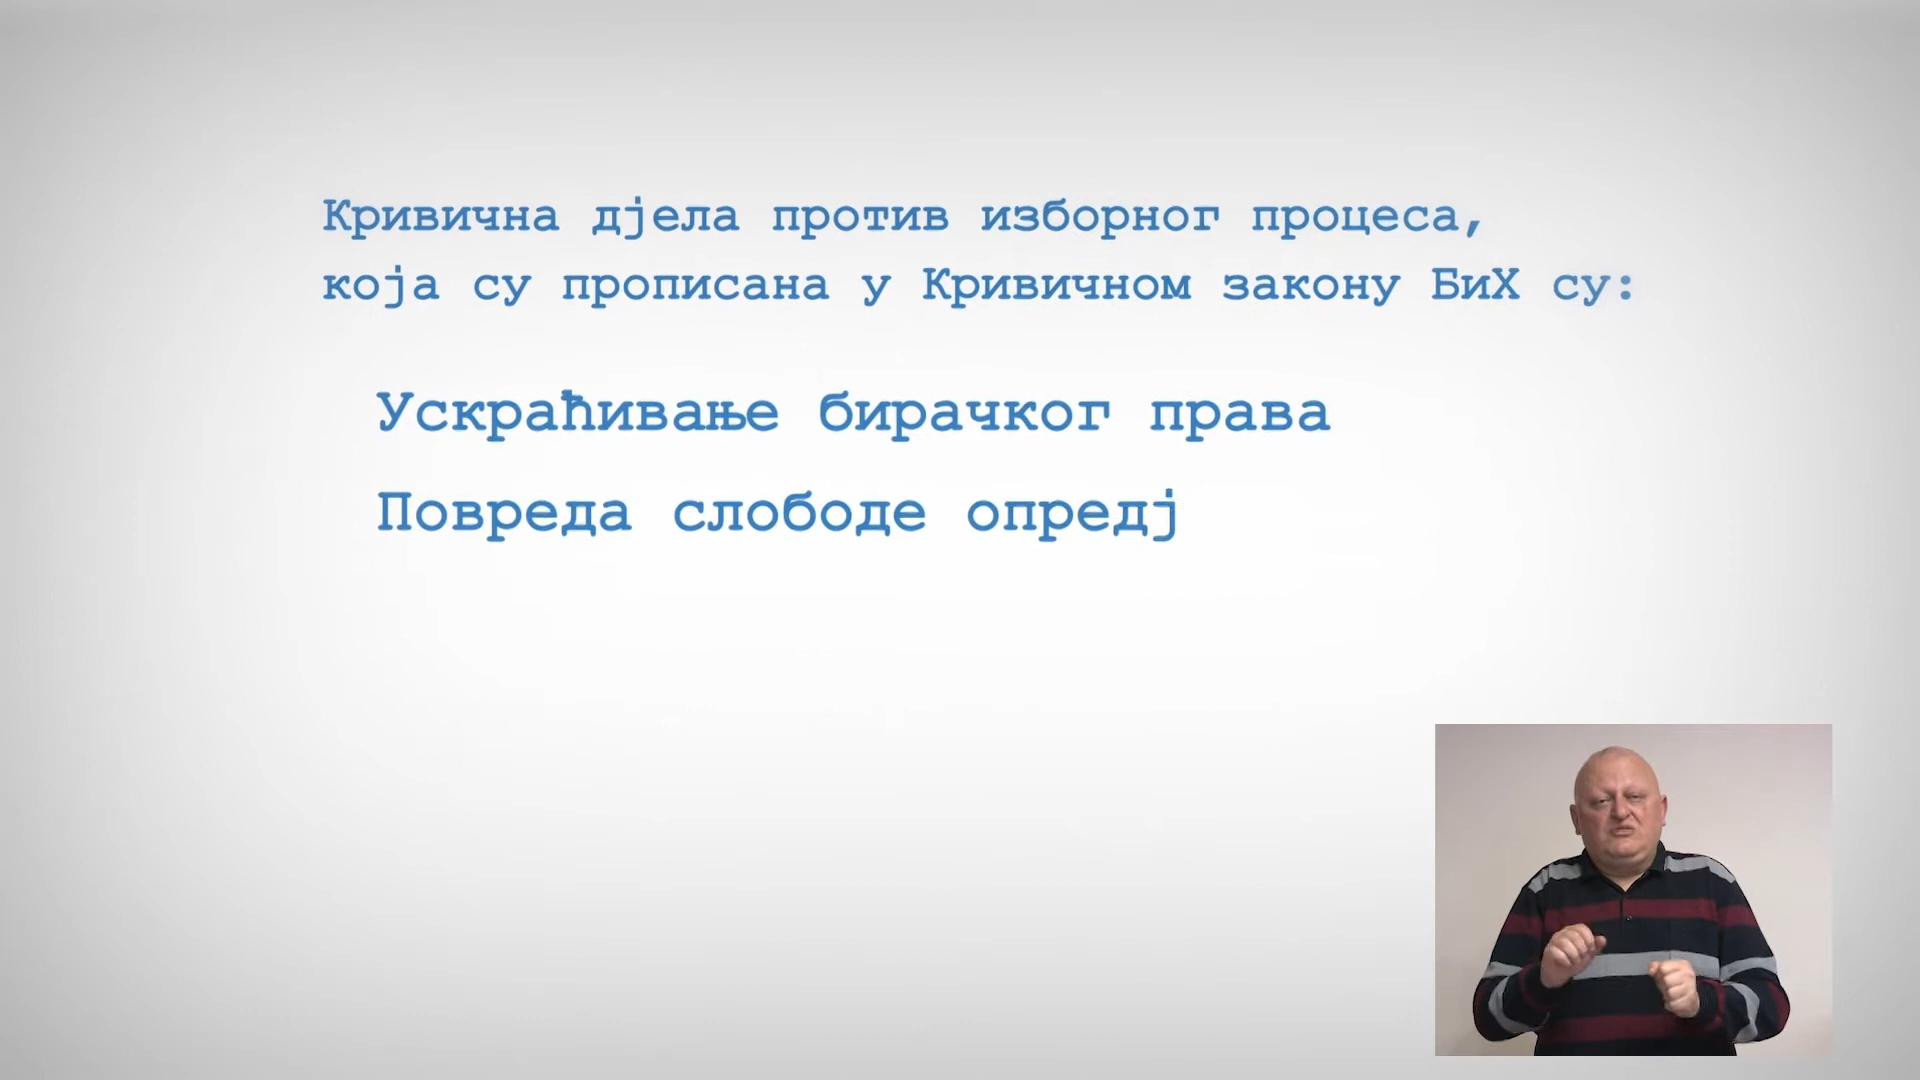 Кривична дјела против изборног процеса,
која су прописана у Кривичном закону БиХ су:
Ускраћивање бирачког права
Повреда слободе опредј